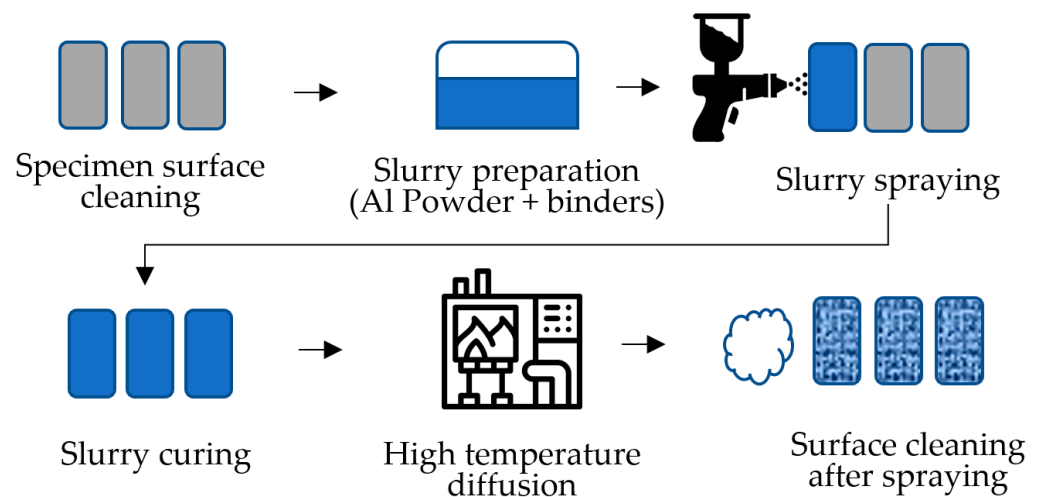 Specimen surface
cleaning
Slurry preparation
(Al Powder + binders)
Slurry spraying
Slurry curing
High temperature
diffusion
Surface cleaning
after spraying